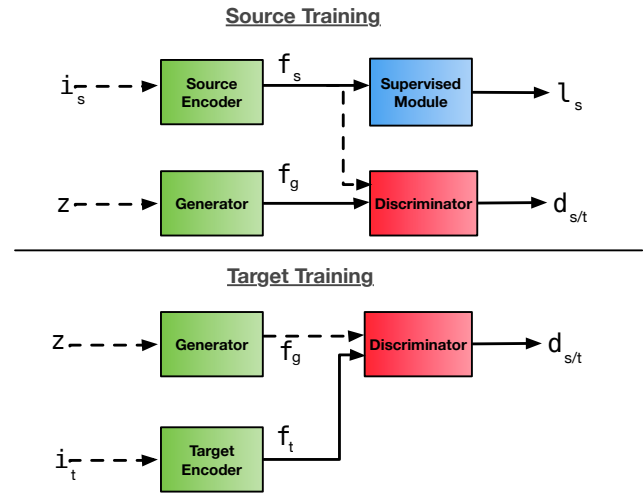 Source Training
i_s
Source
Encoder
f_s
Supervised
Module
l_s
z
Generator
f_g
Discriminator
d_s/t
Target Training
z
Generator
f_g
Discriminator
d_s/t
i_t
Target
Encoder
f_t